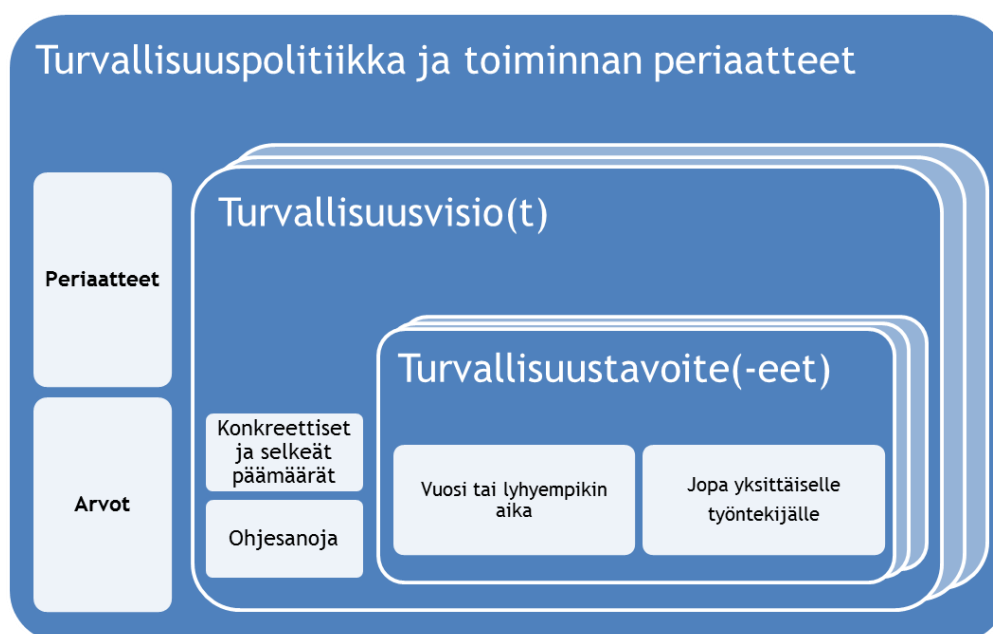 Turvallisuuspolitiikka ja toiminnan periaatteet
Periaatteet
Arvot
Turvallisuusvisio(t)
Konkreettiset
ja selkeät
päämäärät
Ohjesanoja
Turvallisuustavoite(-eet)
Vuosi tai lyhyempikin
aika
Jopa yksittäiselle
työntekijälle